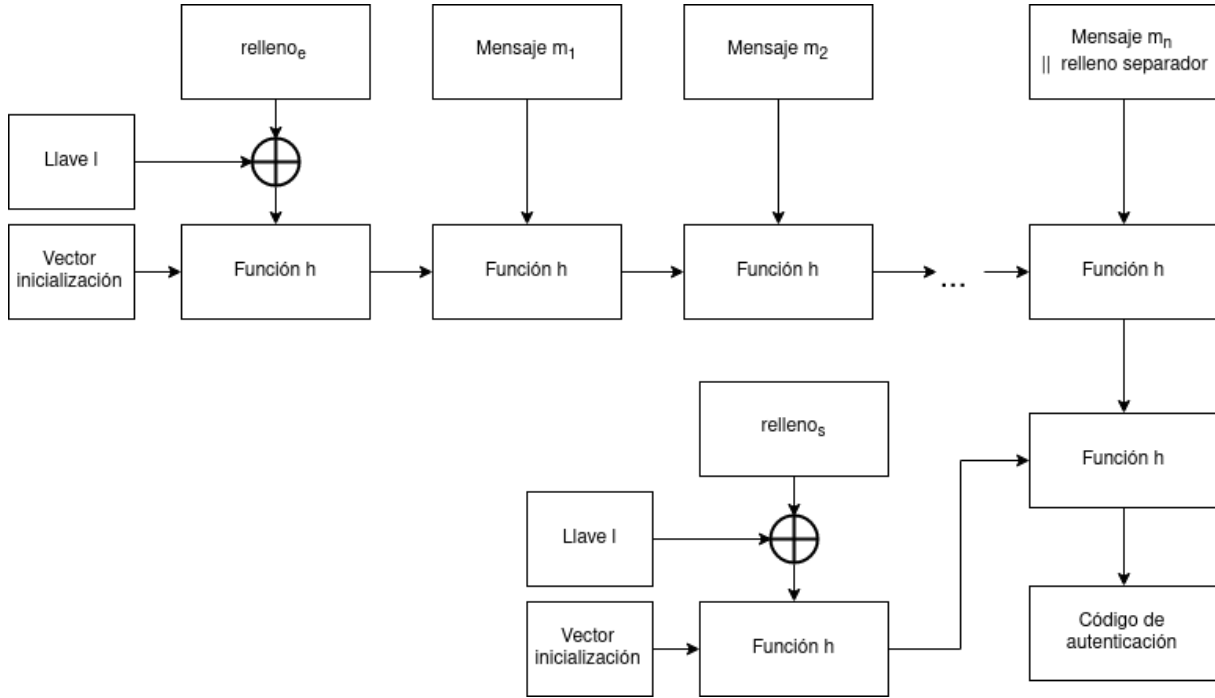 relleno_e
Mensaje m_1
Mensaje m_2
Mensaje m_n
|| relleno separador
Llave l
Vector
inicialización
Función h
Función h
Función h
...
Función h
relleno_s
Función h
Llave l
Vector
inicialización
Función h
Código de
autenticación